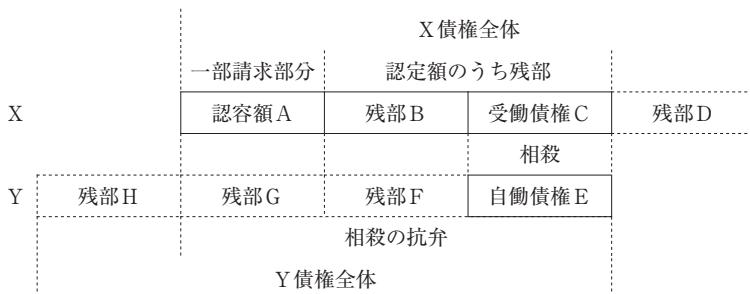 X債権全体
一部請求部分 認定額のうち残部
X 認容額A 残部B 受働債権C 残部D
相殺
Y 残部H 残部G 残部F 自働債権E
相殺の抗弁
Y債権全体